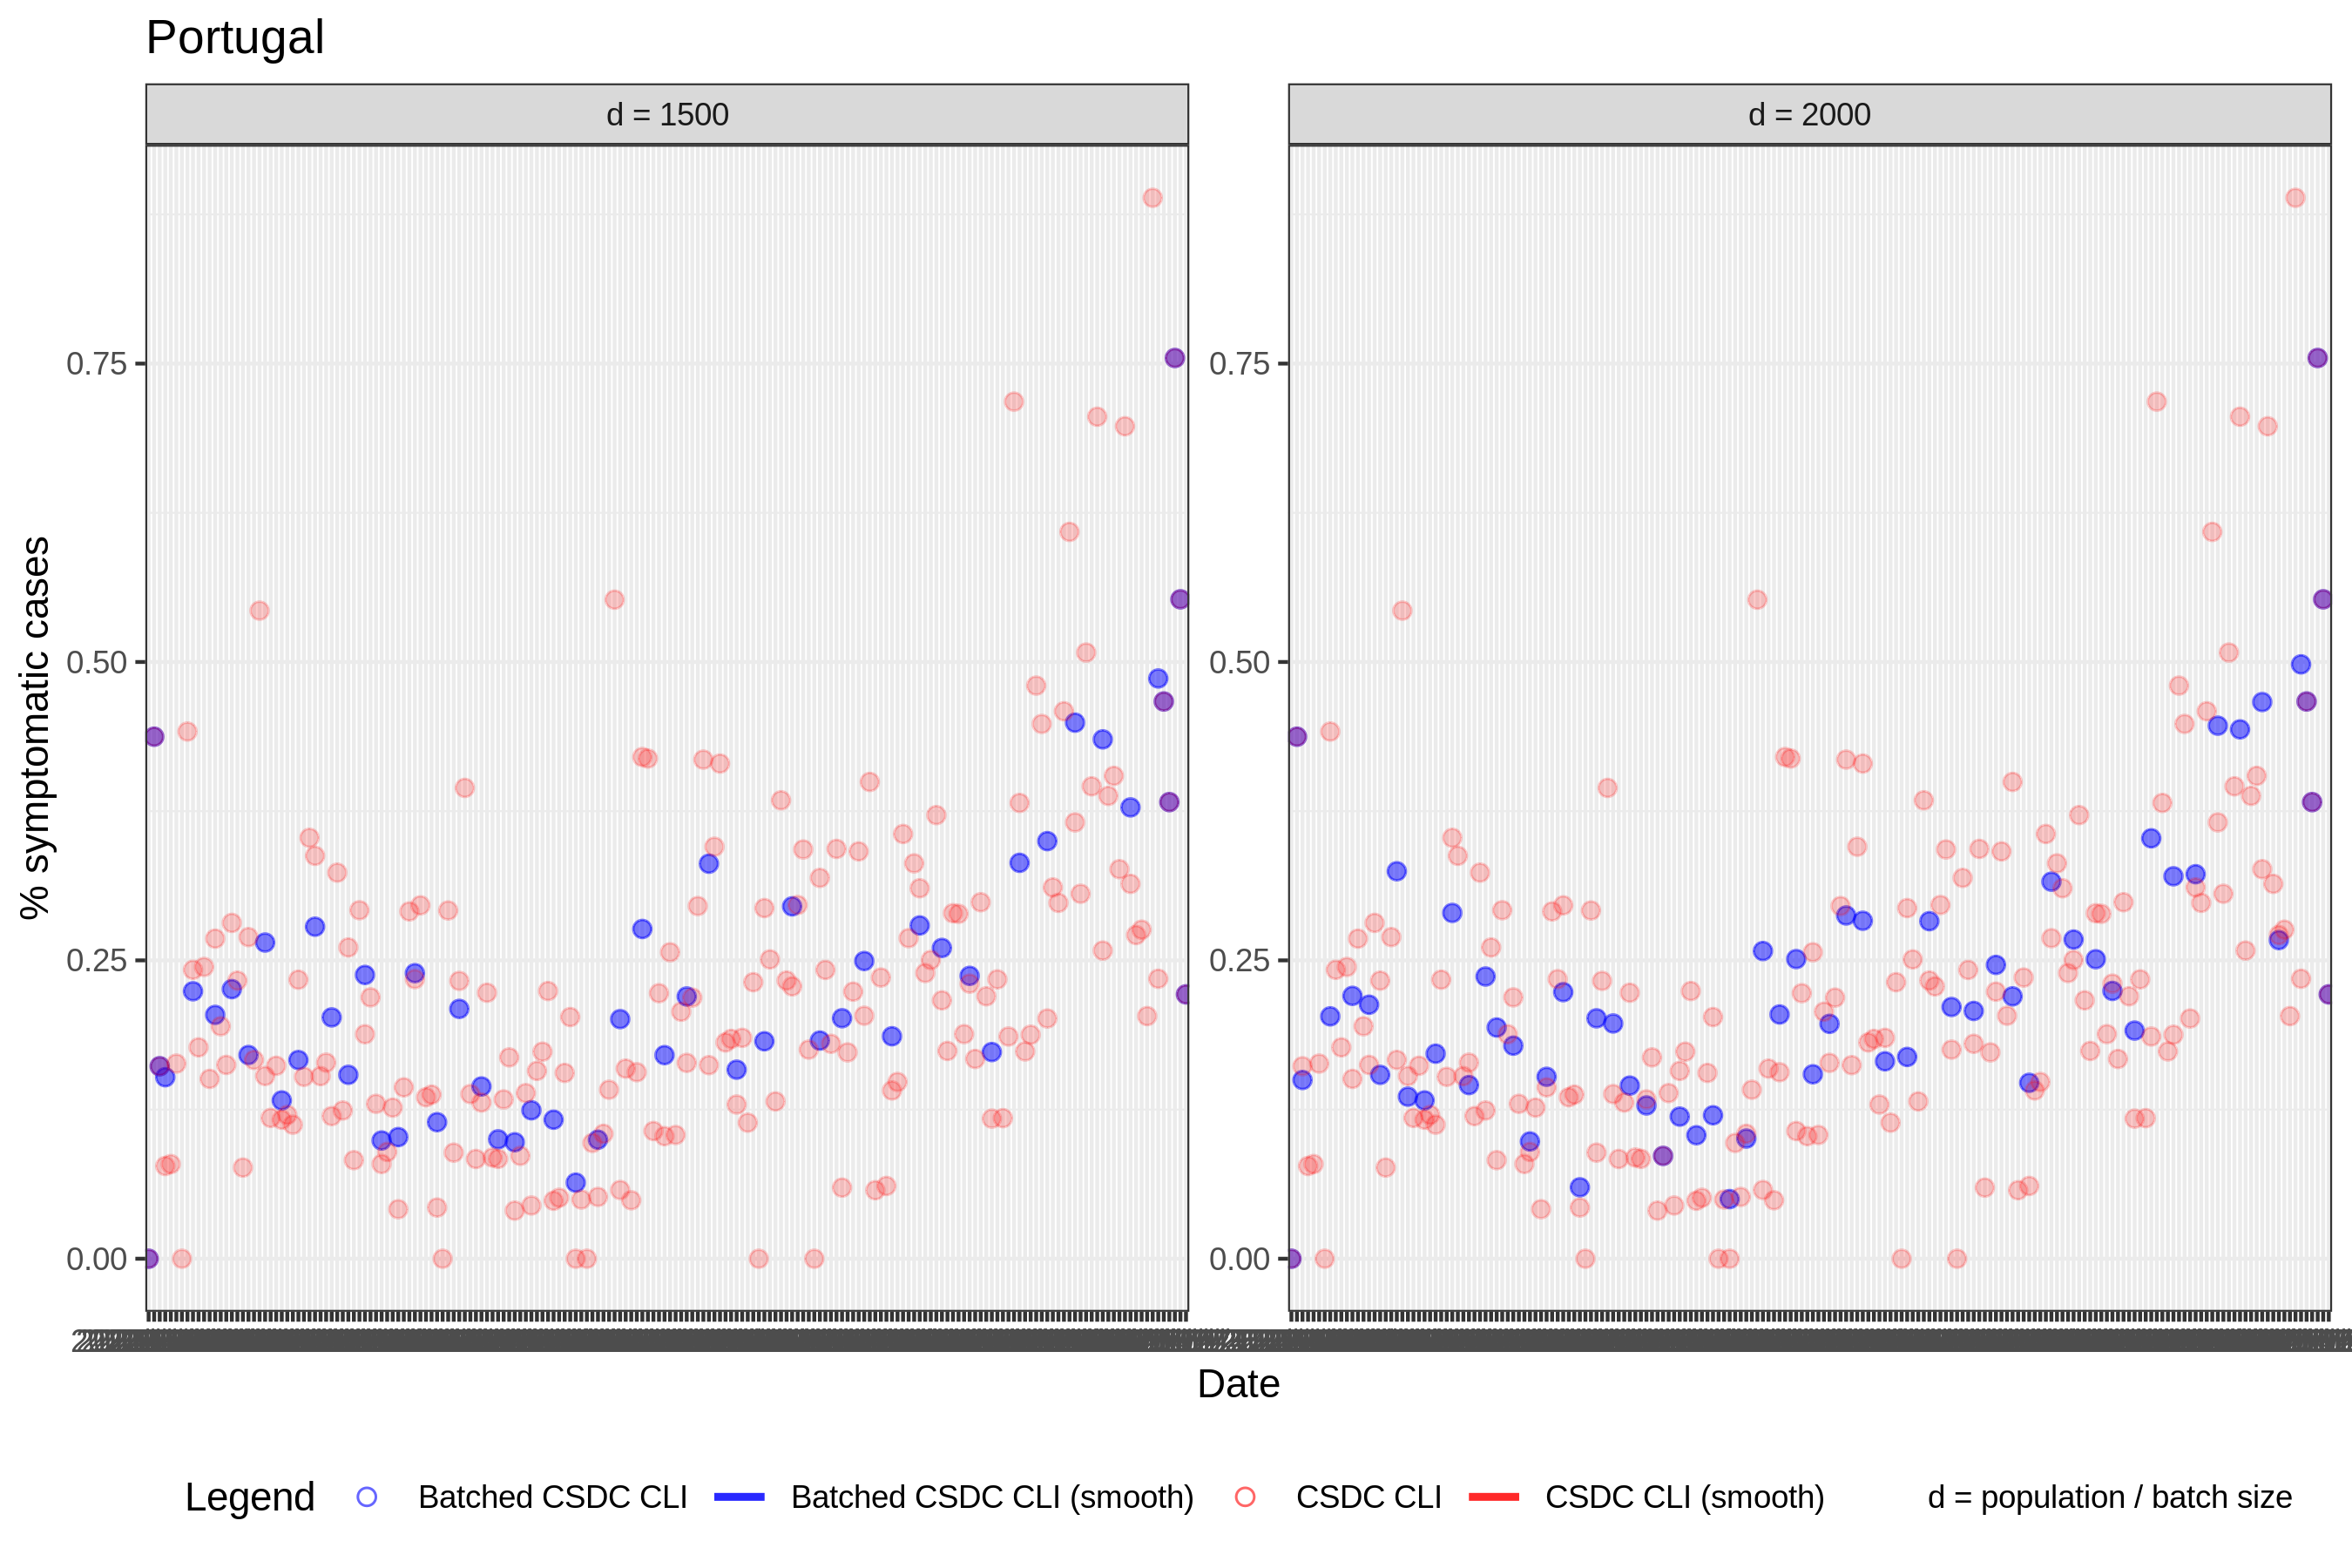 Portugal
d = 1500
d = 2000
% symptomatic cases
0.75
0.50
0.25
0.00
0.75
0.50
0.25
0.00
Date
Legend
Batched CSDC CLI
Batched CSDC CLI (smooth)
CSDC CLI
CSDC CLI (smooth)
d = population / batch size